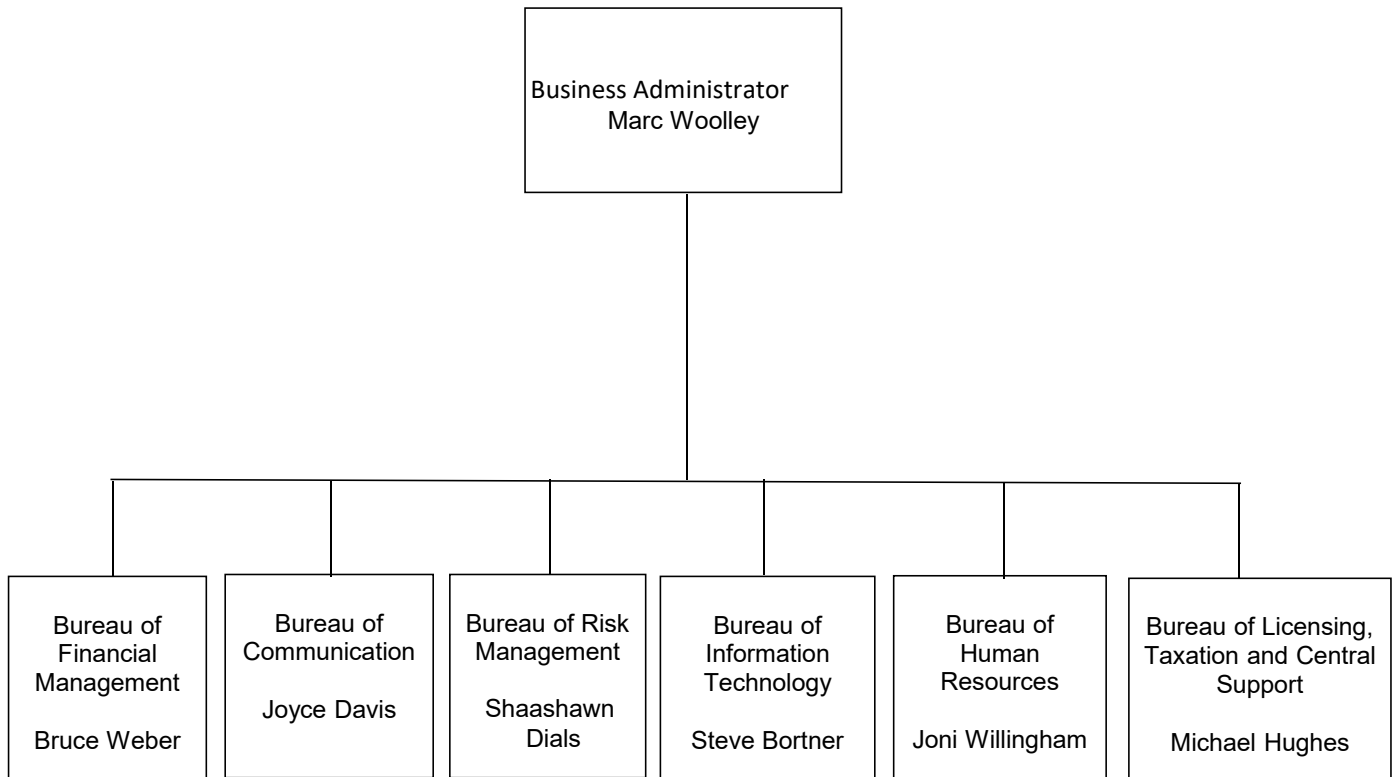 Business Administrator
Marc Woolley
Bureau of
Financial
Management
Bruce Weber
Bureau of
Communication
Joyce Davis
Bureau of Risk
Management
Shaashawn
Dials
Bureau of
Information
Technology
Steve Bortner
Bureau of
Human
Resources
Joni Willingham
Bureau of Licensing,
Taxation and Central
Support
Michael Hughes